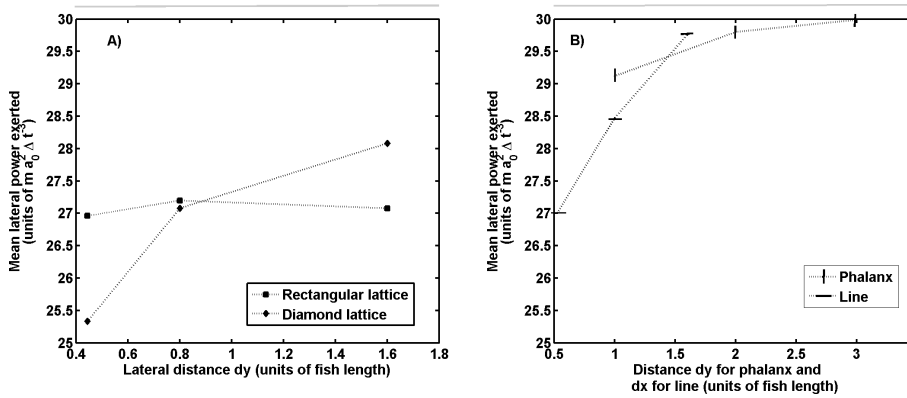 A)
30
29.5
29
28.5
28
27.5
27
26.5
26
25.5
25
0.4 0.6 0.8 1 1.2 1.4 1.6 1.8
Mean lateral power exerted
(units of m a₀² Δ t⁻³)
Lateral distance dy (units of fish length)
Rectangular lattice
Diamond lattice
B)
30
29.5
29
28.5
28
27.5
27
26.5
26
25.5
25
0.5 1 1.5 2 2.5 3
Mean lateral power exerted
(units of m a₀² Δ t⁻³)
Distance dy for phalanx and
dx for line (units of fish length)
Phalanx
Line